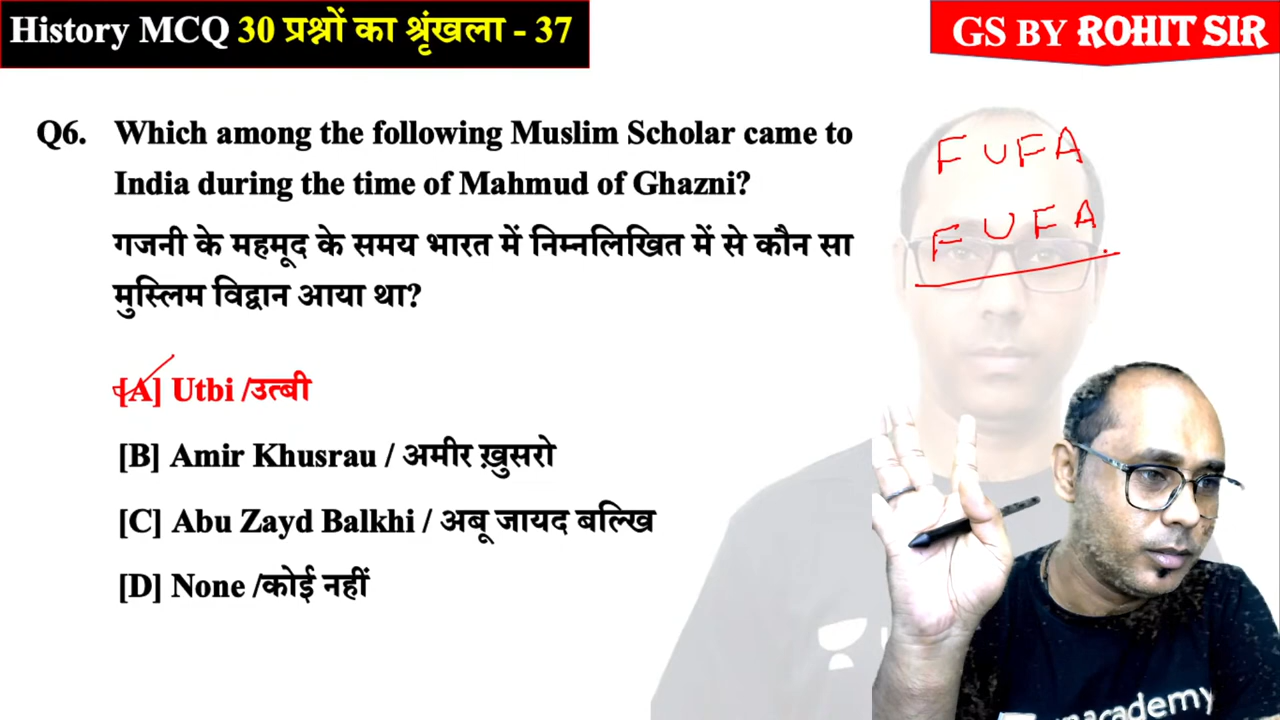 History MCQ 30 प्रश्नों का श्रृंखला - 37
GS BY ROHIT SIR
Q6. Which among the following Muslim Scholar came to
India during the time of Mahmud of Ghazni?
गजनी के महमूद के समय भारत में निम्नलिखित में से कौन सा
मुस्लिम विद्वान आया था?
[A] Utbi /उत्बी
[B] Amir Khusrau / अमीर ख़ुसरो
[C] Abu Zayd Balkhi / अबू जायद बल्खि
[D] None /कोई नहीं
FUFA
FUFA